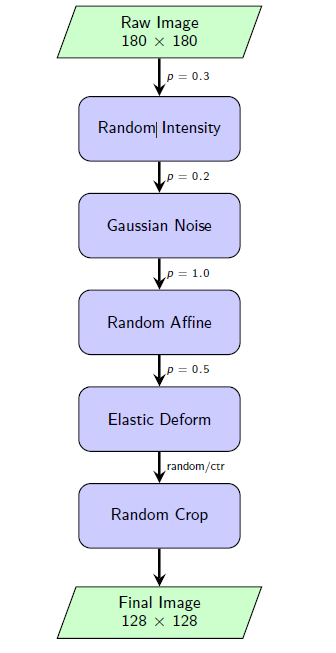 Raw Image
180 × 180
p = 0.3
Random Intensity
p = 0.2
Gaussian Noise
p = 1.0
Random Affine
p = 0.5
Elastic Deform
random/ctr
Random Crop
Final Image
128 × 128